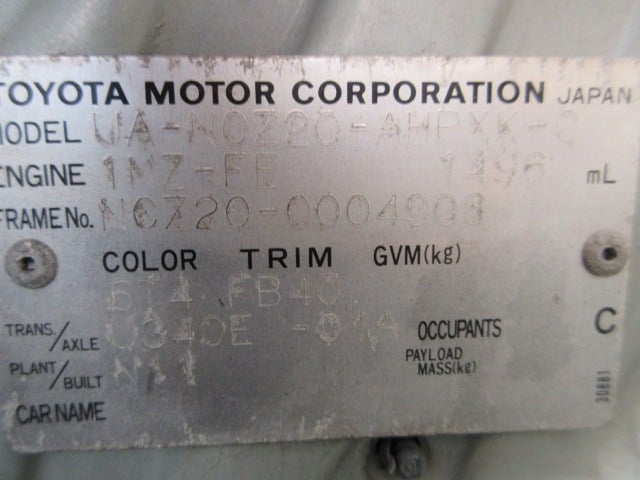 TOYOTA MOTOR CORPORATION JAPAN
MODEL UA-NCZ20-AHPXK-C
ENGINE 1NZ-FE 1496 mL
FRAME No. NCZ20-0004903
COLOR TRIM GVM(kg)
6T4 FB40
TRANS./AXLE U340E -01A OCCUPANTS C
PLANT/BUILT N11 PAYLOAD MASS(kg)
CAR NAME
30881